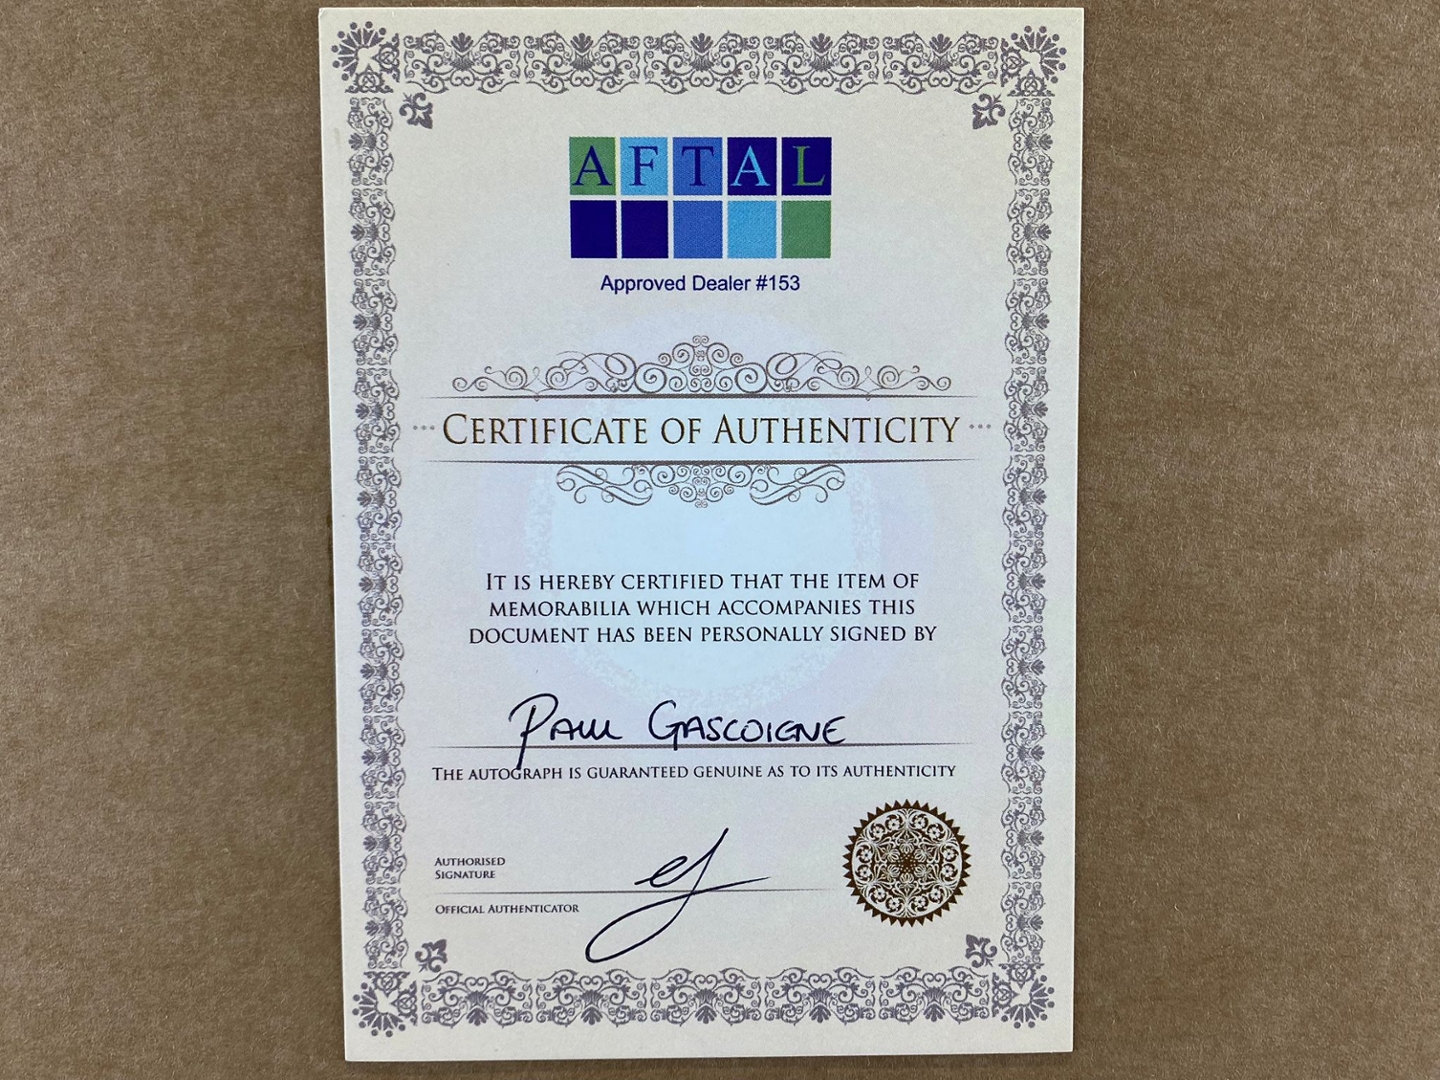 AFTAL
Approved Dealer #153
CERTIFICATE OF AUTHENTICITY
IT IS HEREBY CERTIFIED THAT THE ITEM OF
MEMORABILIA WHICH ACCOMPANIES THIS
DOCUMENT HAS BEEN PERSONALLY SIGNED BY
PAUL GASCOIGNE
THE AUTOGRAPH IS GUARANTEED GENUINE AS TO ITS AUTHENTICITY
AUTHORISED
SIGNATURE
OFFICIAL AUTHENTICATOR